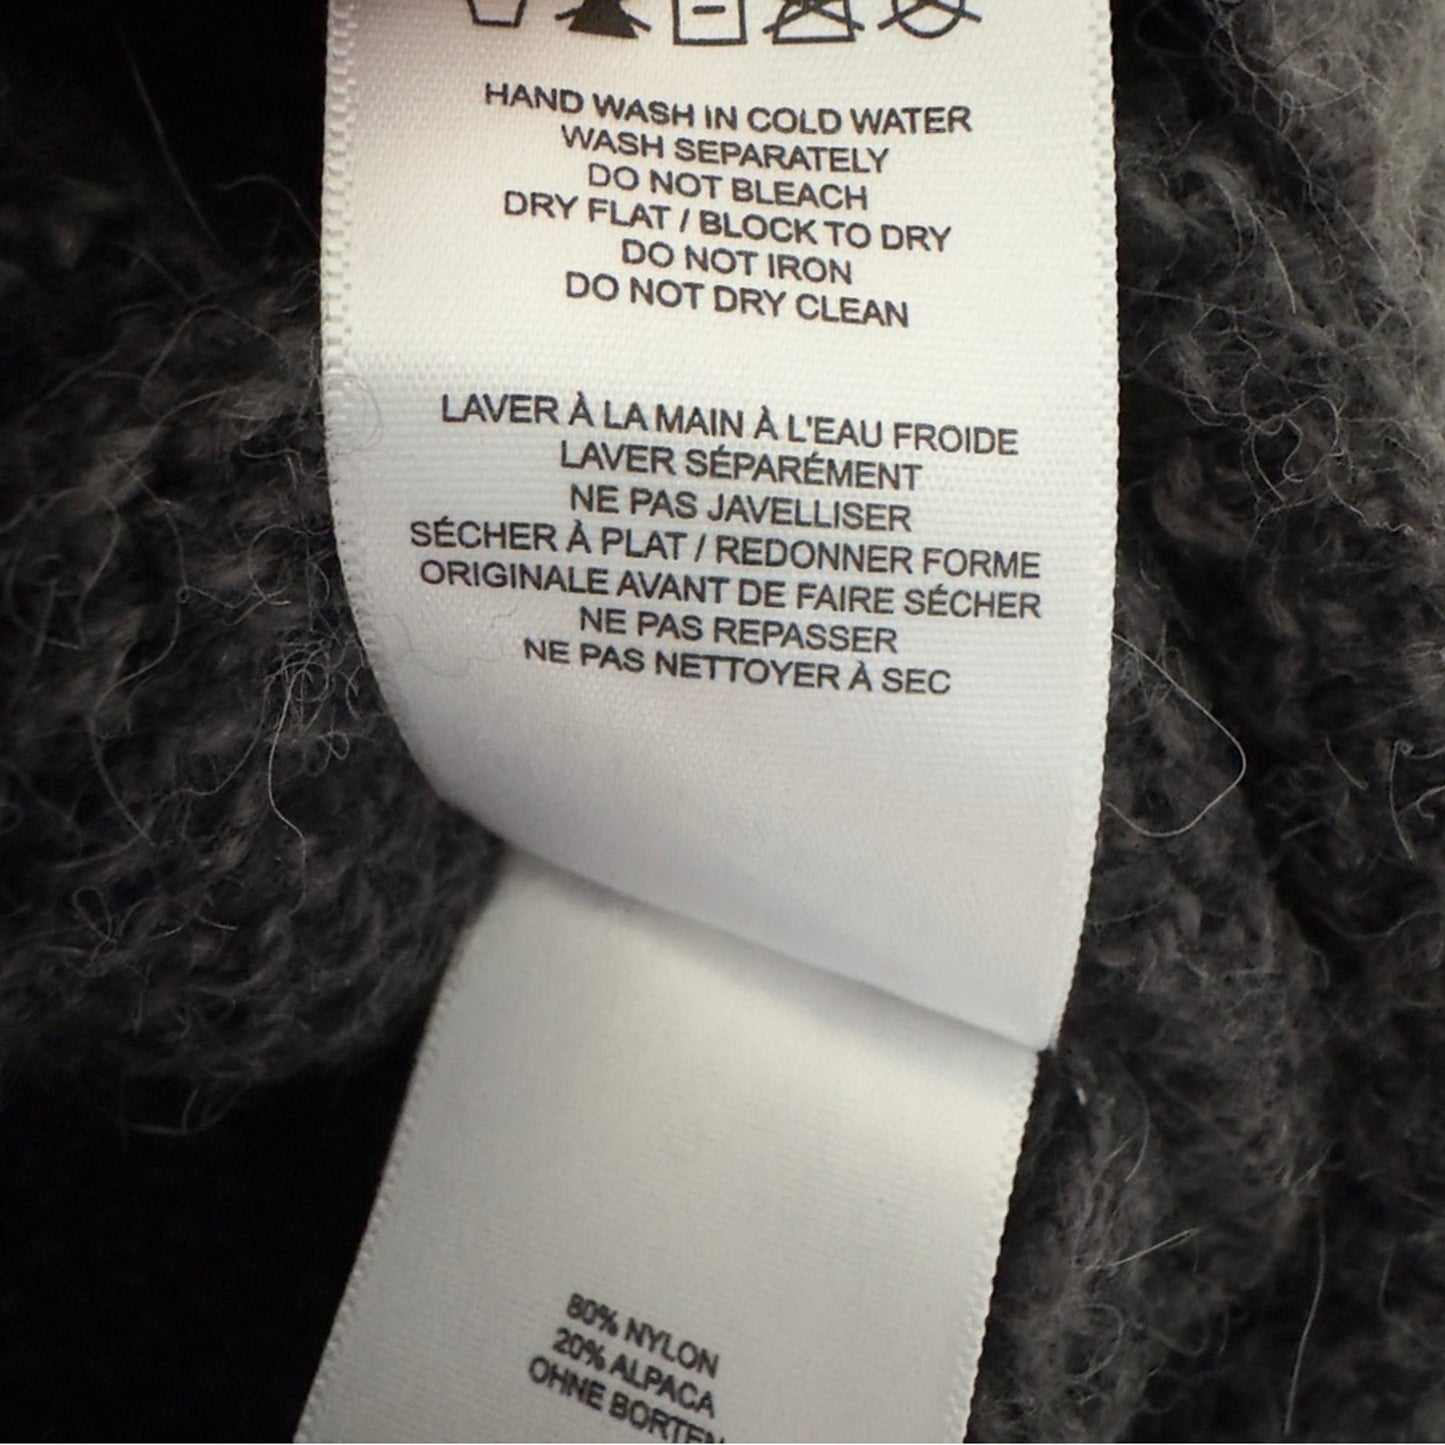 HAND WASH IN COLD WATER
WASH SEPARATELY
DO NOT BLEACH
DRY FLAT / BLOCK TO DRY
DO NOT IRON
DO NOT DRY CLEAN
LAVER À LA MAIN À L'EAU FROIDE
LAVER SÉPARÉMENT
NE PAS JAVELLISER
SÉCHER À PLAT / REDONNER FORME
ORIGINALE AVANT DE FAIRE SÉCHER
NE PAS REPASSER
NE PAS NETTOYER À SEC
80% NYLON
20% ALPACA
OHNE BORTEN